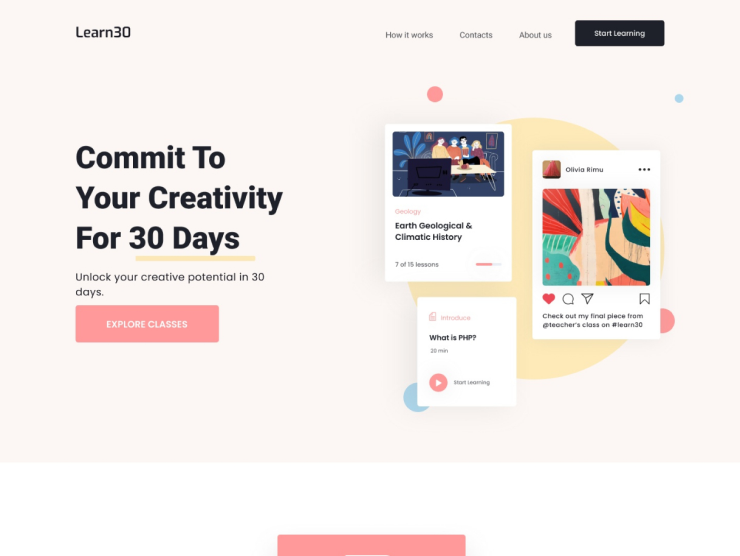 Learn30
How it works
Contacts
About us
Start Learning
Commit To
Your Creativity
For 30 Days
Unlock your creative potential in 30
days.
EXPLORE CLASSES
Geology
Earth Geological &
Climatic History
7 of 15 lessons
Introduce
What is PHP?
20 min
Start Learning
Olivia Rimu
Check out my final piece from
@teacher's class on #learn30